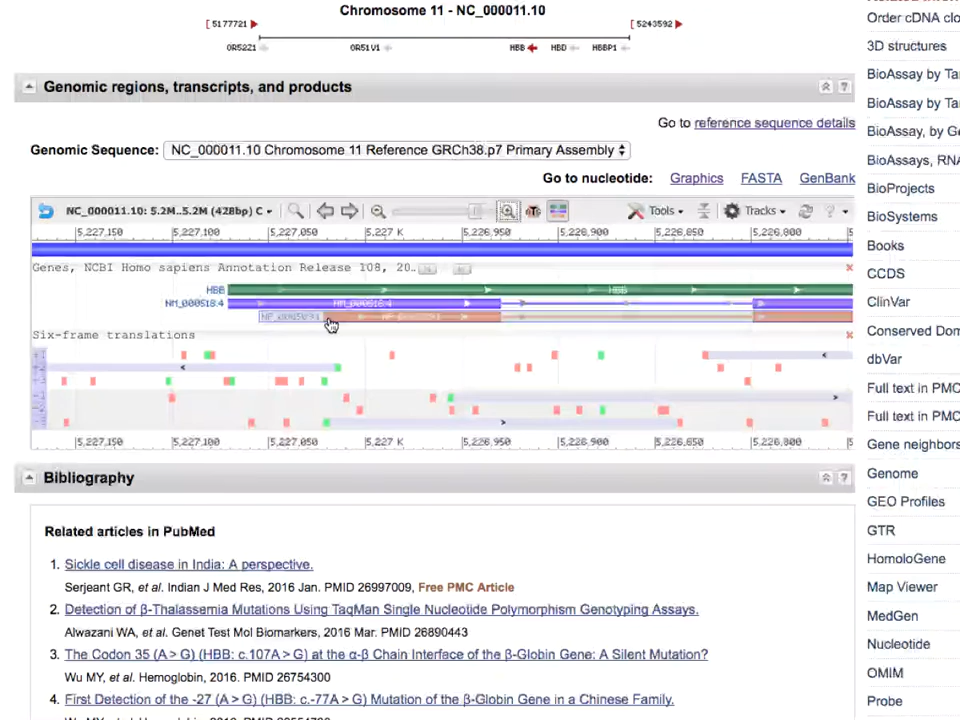 Chromosome 11 - NC_000011.10
[ 5177721
[ 5243592
OR52Z1
OR51V1
HBB
HBD
HBBP1
Genomic regions, transcripts, and products
Go to reference sequence details
Genomic Sequence: NC_000011.10 Chromosome 11 Reference GRCh38.p7 Primary Assembly
Go to nucleotide: Graphics FASTA GenBank
NC_000011.10: 5.2M..5.2M (428bp) C
Tools
Tracks
?
5,227,150 5,227,100 5,227,050 5,227 K 5,226,950 5,226,900 5,226,850 5,226,800
Genes, NCBI Homo sapiens Annotation Release 108, 20..
HBB HBB
NM_000518.4 NM_000518.4
Six-frame translations
5,227,150 5,227,100 5,227,050 5,227 K 5,226,950 5,226,900 5,226,850 5,226,800
Bibliography
Related articles in PubMed
1. Sickle cell disease in India: A perspective.
Serjeant GR, et al. Indian J Med Res, 2016 Jan. PMID 26997009, Free PMC Article
2. Detection of β-Thalassemia Mutations Using TaqMan Single Nucleotide Polymorphism Genotyping Assays.
Alwazani WA, et al. Genet Test Mol Biomarkers, 2016 Mar. PMID 26890443
3. The Codon 35 (A > G) (HBB: c.107A > G) at the α-β Chain Interface of the β-Globin Gene: A Silent Mutation?
Wu MY, et al. Hemoglobin, 2016. PMID 26754300
4. First Detection of the -27 (A > G) (HBB: c.-77A > G) Mutation of the β-Globin Gene in a Chinese Family.
Order cDNA clo
3D structures
BioAssay by Ta
BioAssay by Ta
BioAssay, by Ge
BioAssays, RNA
BioProjects
BioSystems
Books
CCDS
ClinVar
Conserved Dom
dbVar
Full text in PMC
Full text in PMC
Gene neighbors
Genome
GEO Profiles
GTR
HomoloGene
Map Viewer
MedGen
Nucleotide
OMIM
Probe